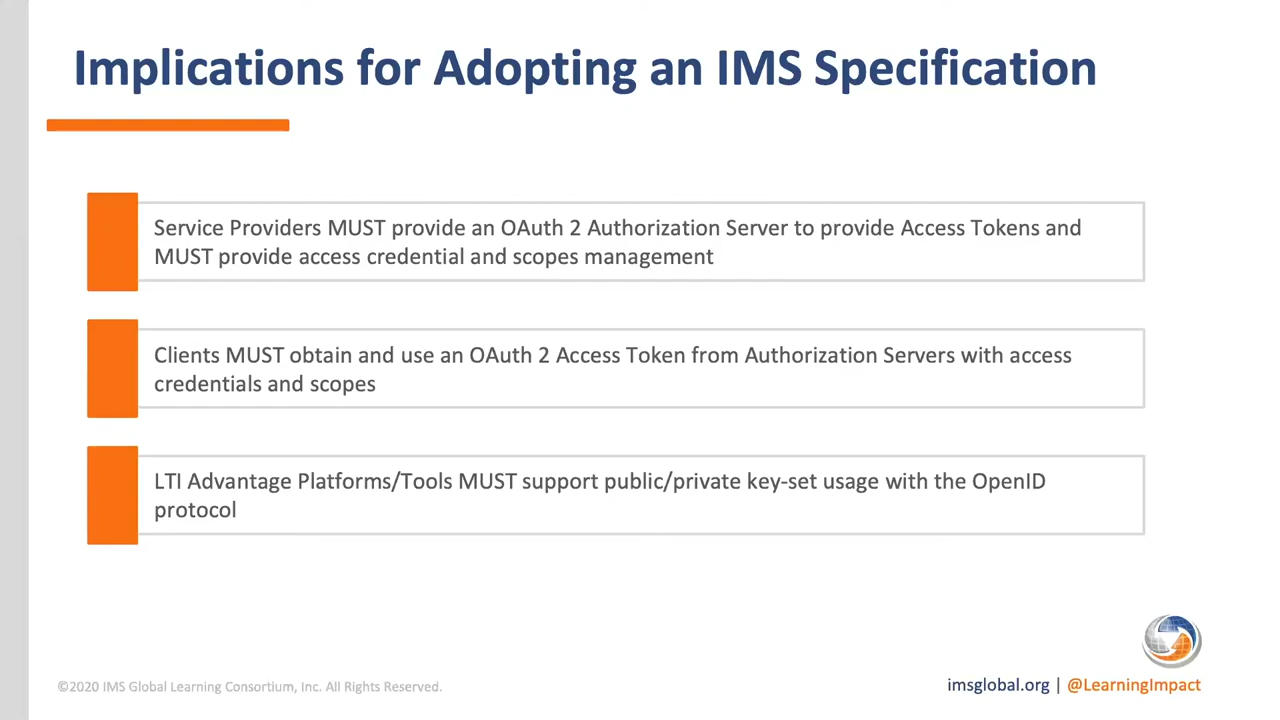 Implications for Adopting an IMS Specification
Service Providers MUST provide an OAuth 2 Authorization Server to provide Access Tokens and
MUST provide access credential and scopes management
Clients MUST obtain and use an OAuth 2 Access Token from Authorization Servers with access
credentials and scopes
LTI Advantage Platforms/Tools MUST support public/private key-set usage with the OpenID
protocol
©2020 IMS Global Learning Consortium, Inc. All Rights Reserved.
imsglobal.org | @LearningImpact